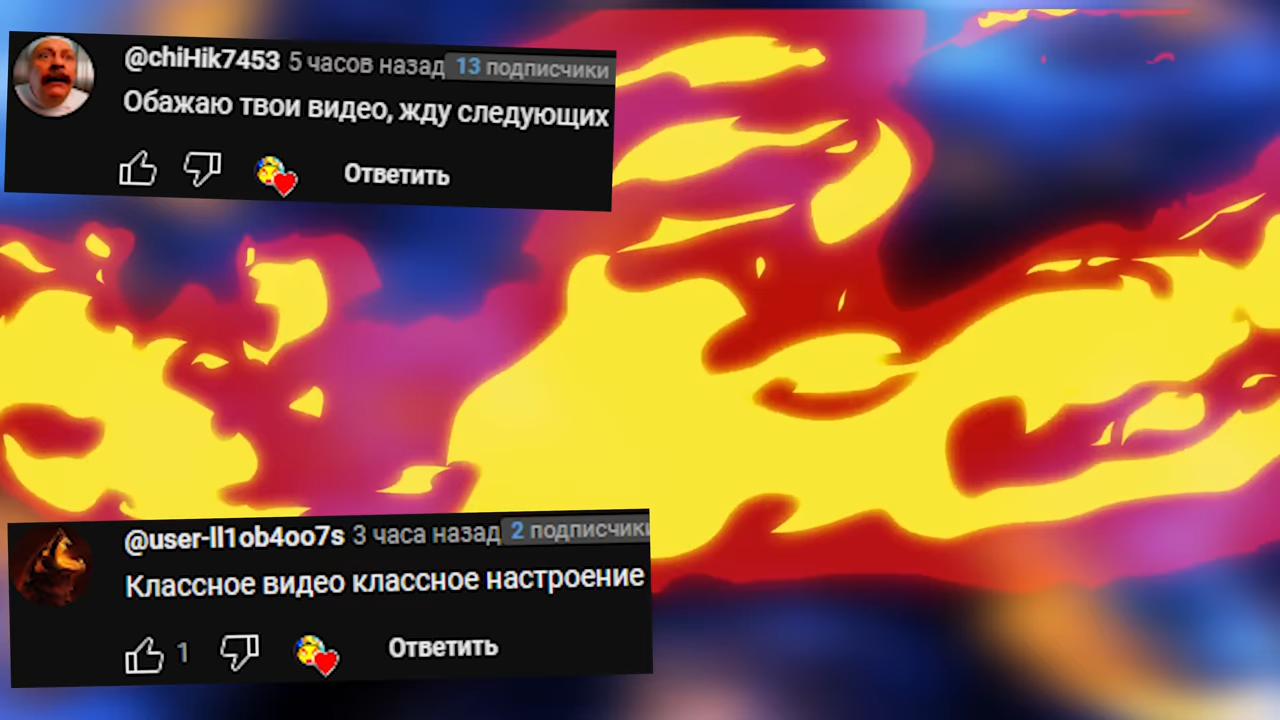 @chiHik7453 5 часов назад 13 подписчики
Обажаю твои видео, жду следующих
Ответить
@user-ll1ob4oo7s 3 часа назад 2 подписчики
Классное видео классное настроение
1 Ответить